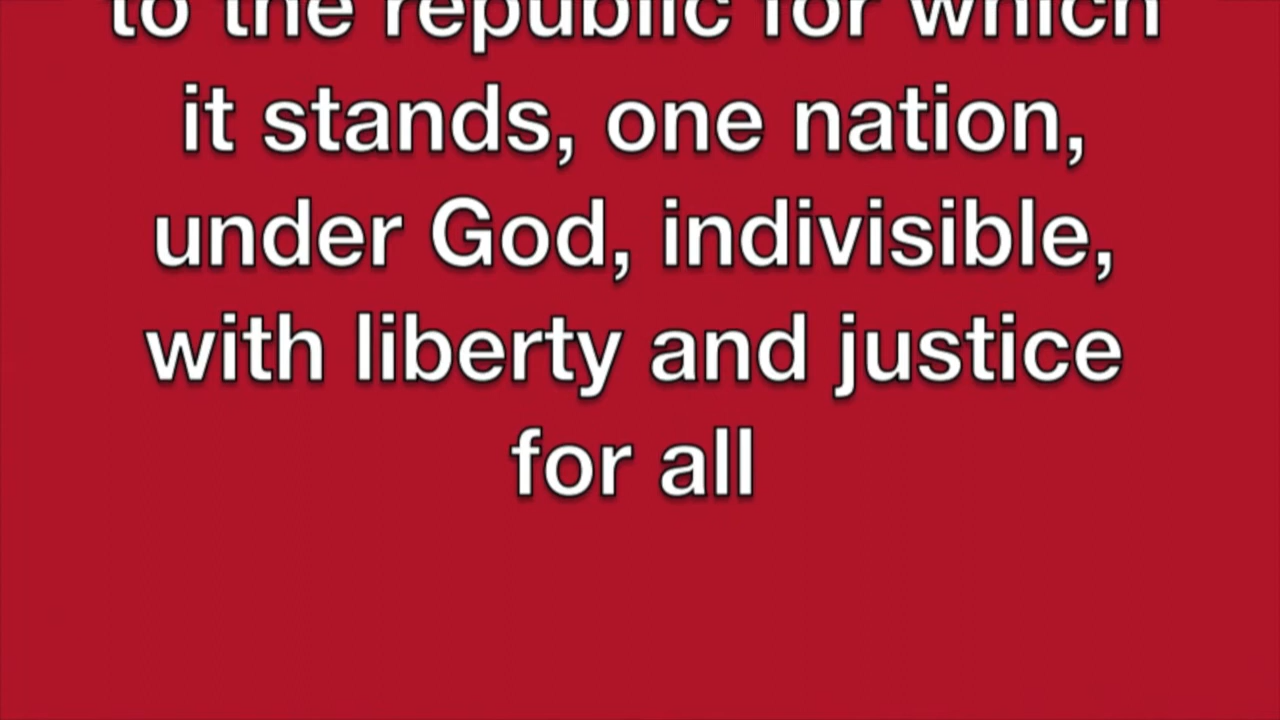 to the republic for which
it stands, one nation,
under God, indivisible,
with liberty and justice
for all